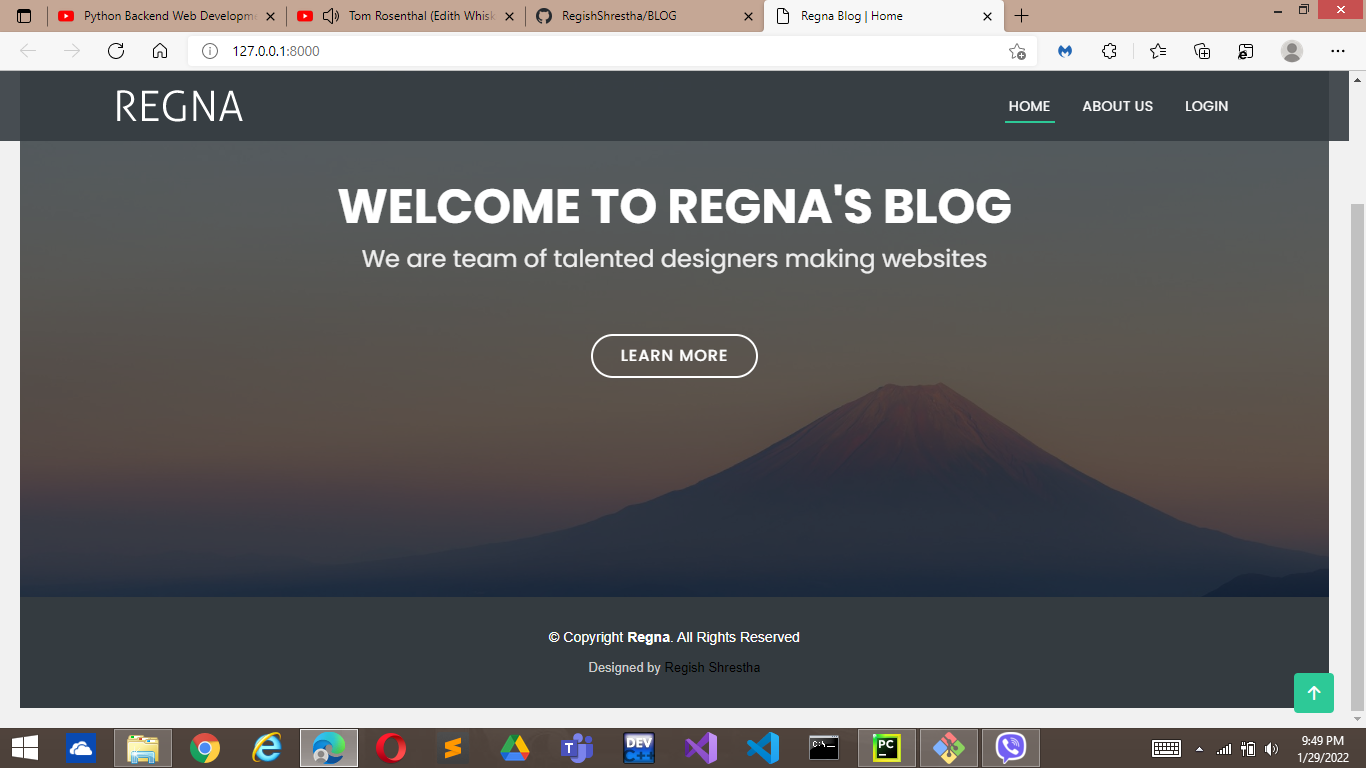 Python Backend Web Developme
Tom Rosenthal (Edith Whisk
RegishShrestha/BLOG
Regna Blog | Home
127.0.0.1:8000
REGNA
HOME
ABOUT US
LOGIN
WELCOME TO REGNA'S BLOG
We are team of talented designers making websites
LEARN MORE
© Copyright Regna. All Rights Reserved
Designed by Regish Shrestha
DEV
C++
C:\_
PC
9:49 PM
1/29/2022